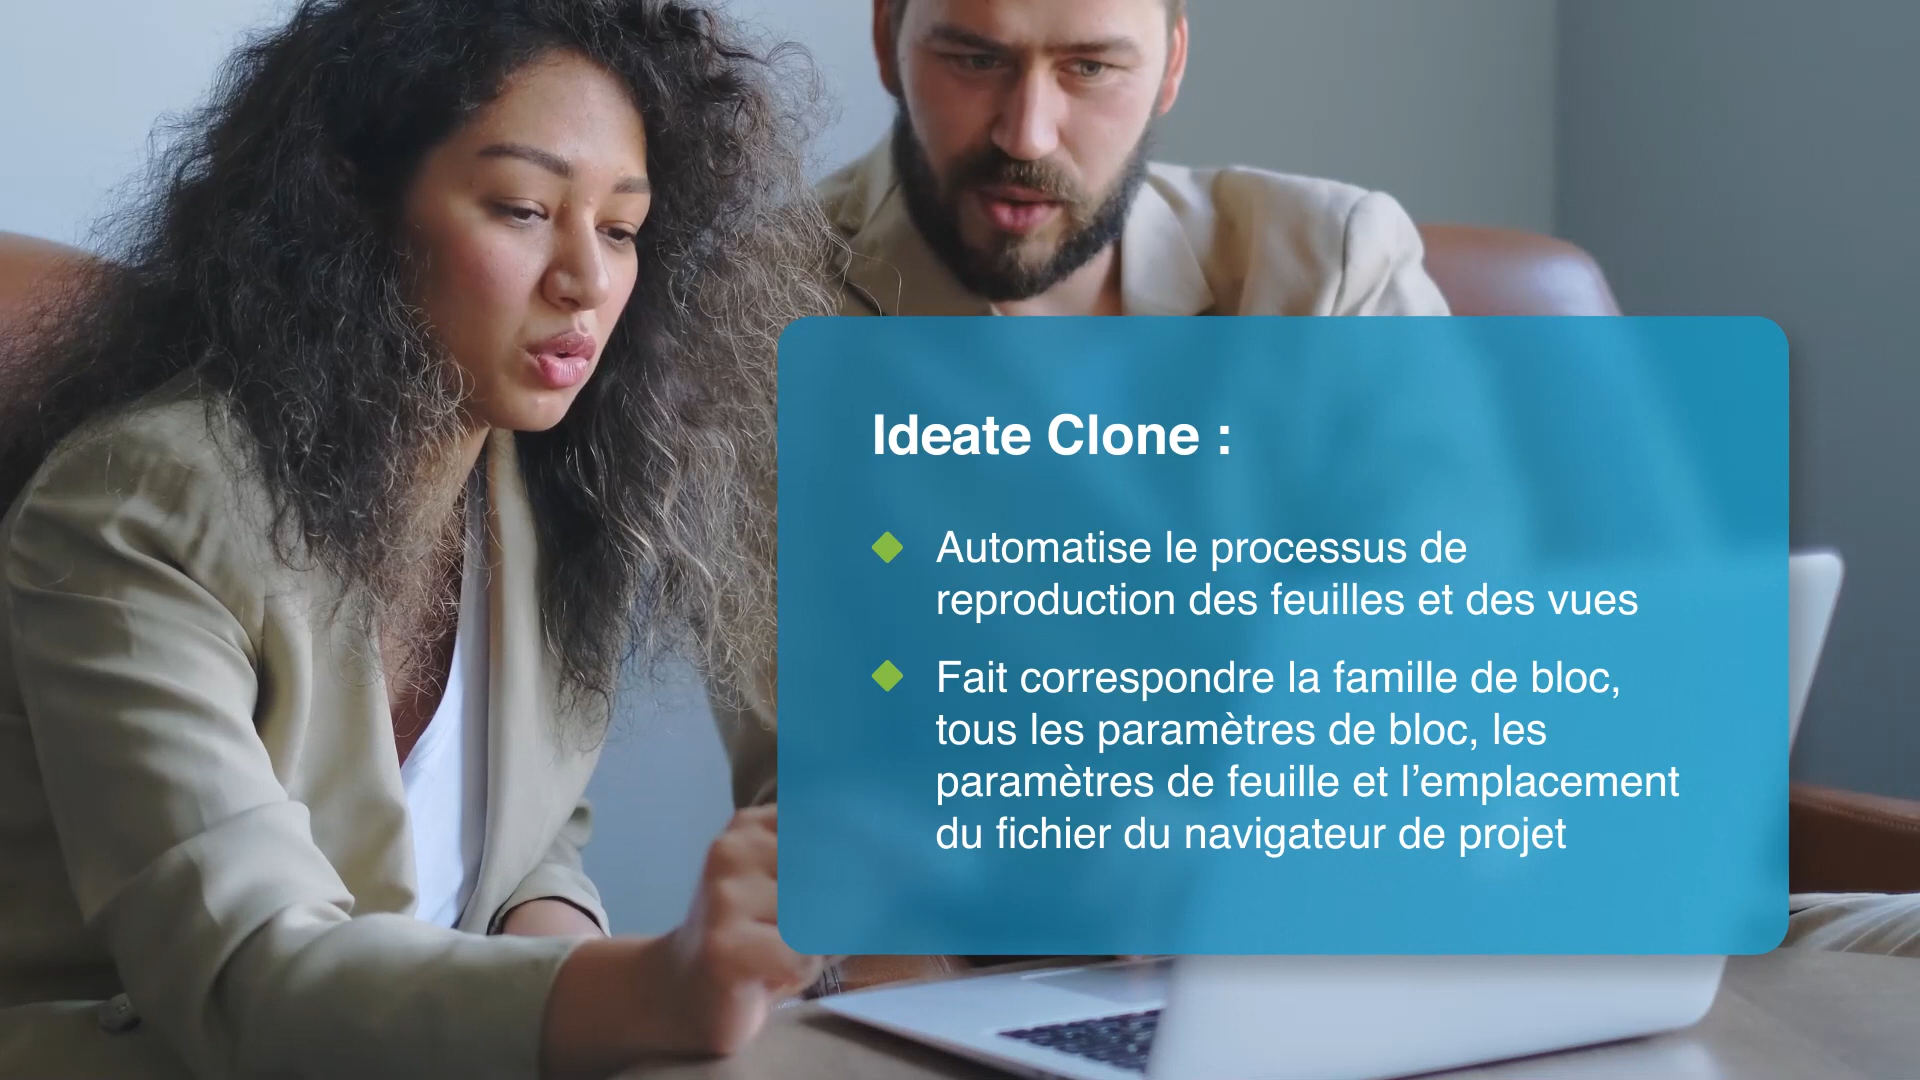 Ideate Clone :
Automatise le processus de
reproduction des feuilles et des vues
Fait correspondre la famille de bloc,
tous les paramètres de bloc, les
paramètres de feuille et l’emplacement
du fichier du navigateur de projet